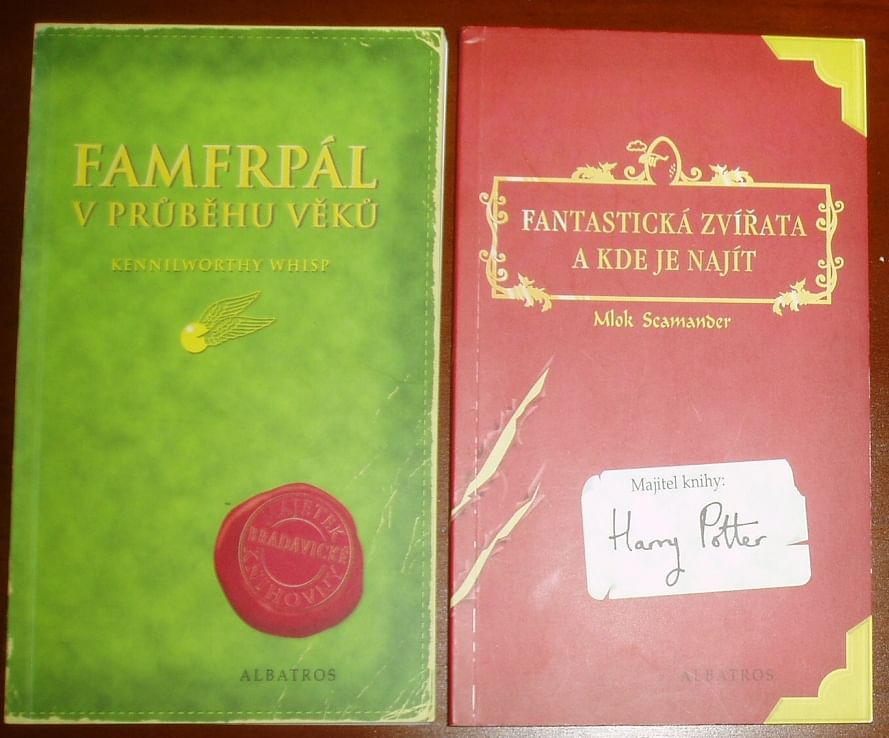 FAMFRPÁL
V PRŮBĚHU VĚKŮ
KENNILWORTHY WHISP
MAJETEK
BRADAVICKÉ
KNIHOVNY
ALBATROS
FANTASTICKÁ ZVÍŘATA
A KDE JE NAJÍT
Mlok Scamander
Majitel knihy:
Harry Potter
ALBATROS